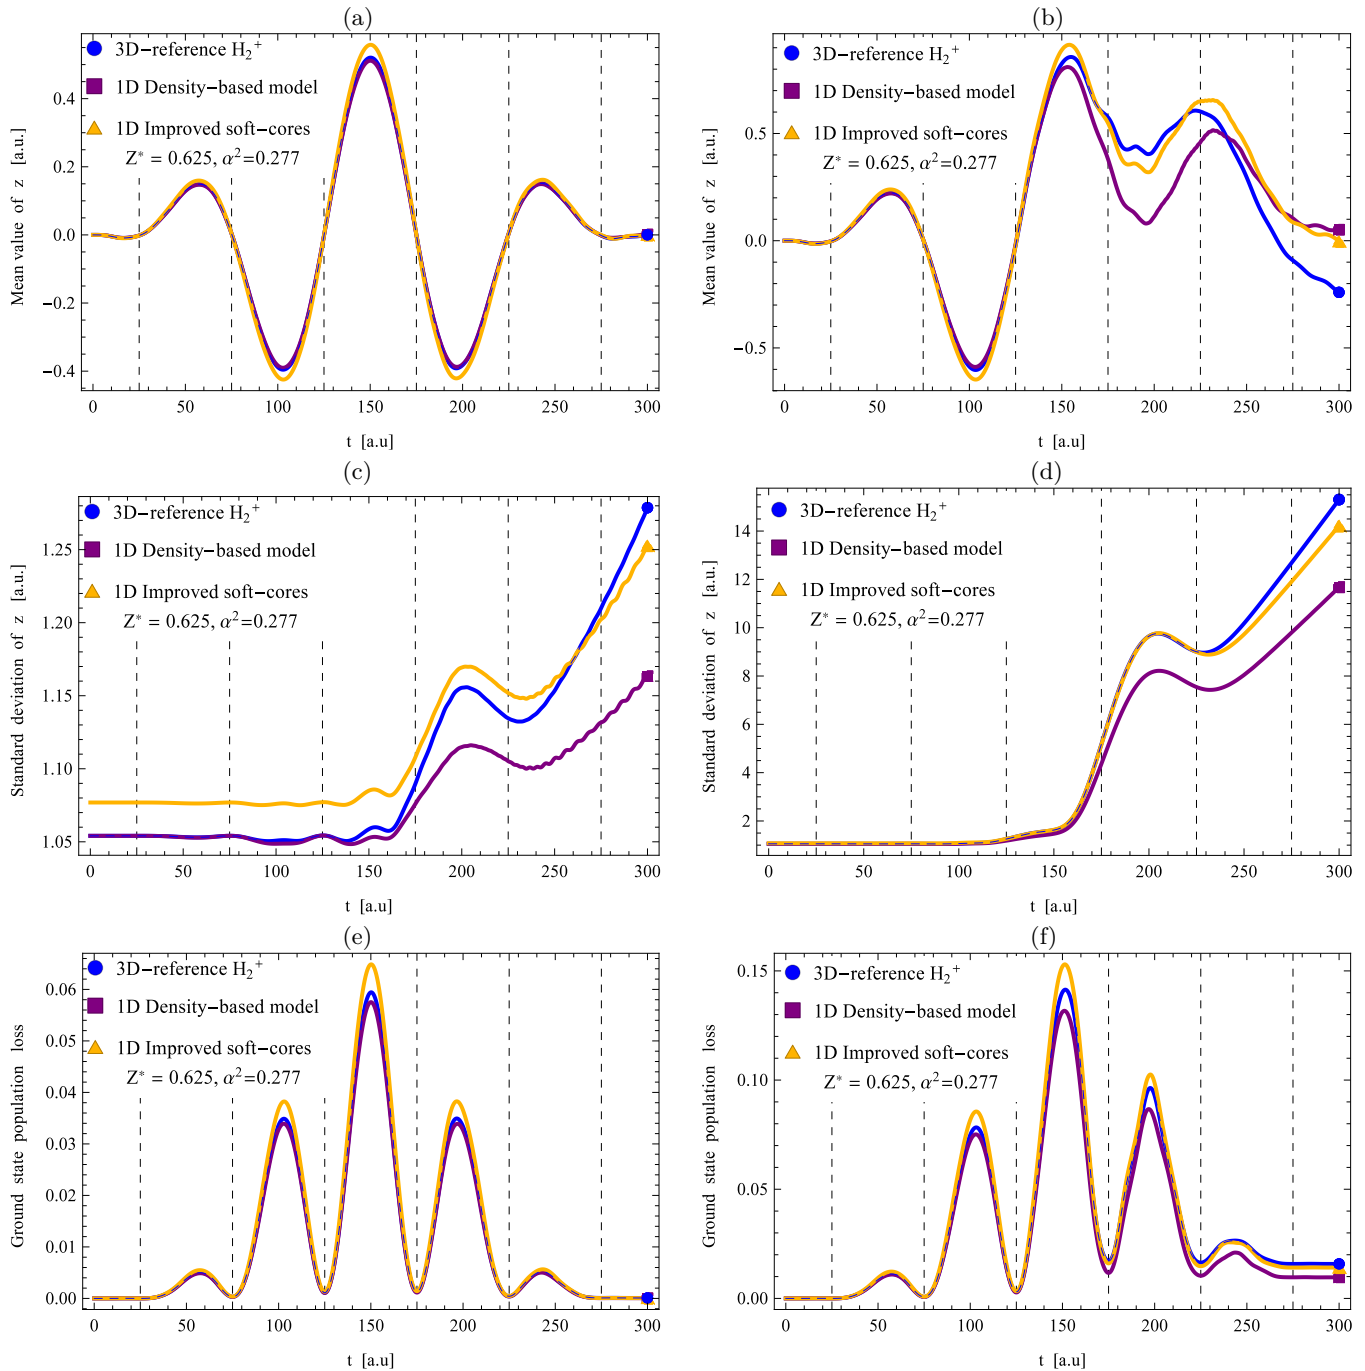 (a)
3D−reference H₂⁺
1D Density−based model
1D Improved soft−cores
Z* = 0.625, α²=0.277
Mean value of z [a.u.]
0.4
0.2
0.0
−0.2
−0.4
0 50 100 150 200 250 300
t [a.u]
(b)
3D−reference H₂⁺
1D Density−based model
1D Improved soft−cores
Z* = 0.625, α²=0.277
Mean value of z [a.u.]
0.5
0.0
−0.5
0 50 100 150 200 250 300
t [a.u]
(c)
3D−reference H₂⁺
1D Density−based model
1D Improved soft−cores
Z* = 0.625, α²=0.277
Standard deviation of z [a.u.]
1.25
1.20
1.15
1.10
1.05
0 50 100 150 200 250 300
t [a.u]
(d)
3D−reference H₂⁺
1D Density−based model
1D Improved soft−cores
Z* = 0.625, α²=0.277
Standard deviation of z [a.u.]
14
12
10
8
6
4
2
0 50 100 150 200 250 300
t [a.u]
(e)
3D−reference H₂⁺
1D Density−based model
1D Improved soft−cores
Z* = 0.625, α²=0.277
Ground state population loss
0.06
0.05
0.04
0.03
0.02
0.01
0.00
0 50 100 150 200 250 300
t [a.u]
(f)
3D−reference H₂⁺
1D Density−based model
1D Improved soft−cores
Z* = 0.625, α²=0.277
Ground state population loss
0.15
0.10
0.05
0.00
0 50 100 150 200 250 300
t [a.u]